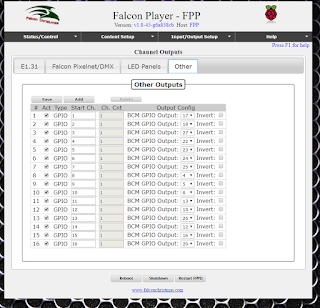 Falcon Player - FPP
Version: v1.8-43-g6a838cb Host: FPP
Status/Control Content Setup Input/Output Setup Help
Press F1 for help
Channel Outputs
E1.31 Falcon Pixelnet/DMX LED Panels Other
Other Outputs
Save Add Delete
# Act Type Start Ch. Ch. Cnt Output Config
1 GPIO 1 1 BCM GPIO Output: 17 Invert:
2 GPIO 2 1 BCM GPIO Output: 18 Invert:
3 GPIO 3 1 BCM GPIO Output: 27 Invert:
4 GPIO 4 1 BCM GPIO Output: 22 Invert:
5 GPIO 5 1 BCM GPIO Output: 23 Invert:
6 GPIO 6 1 BCM GPIO Output: 24 Invert:
7 GPIO 7 1 BCM GPIO Output: 25 Invert:
8 GPIO 8 1 BCM GPIO Output: 4 Invert:
9 GPIO 9 1 BCM GPIO Output: 5 Invert:
10 GPIO 10 1 BCM GPIO Output: 6 Invert:
11 GPIO 11 1 BCM GPIO Output: 13 Invert:
12 GPIO 12 1 BCM GPIO Output: 19 Invert:
13 GPIO 13 1 BCM GPIO Output: 26 Invert:
14 GPIO 14 1 BCM GPIO Output: 12 Invert:
15 GPIO 15 1 BCM GPIO Output: 16 Invert:
16 GPIO 16 1 BCM GPIO Output: Invert:
Reboot Shutdown Restart FPPD
www.falconchristmas.com